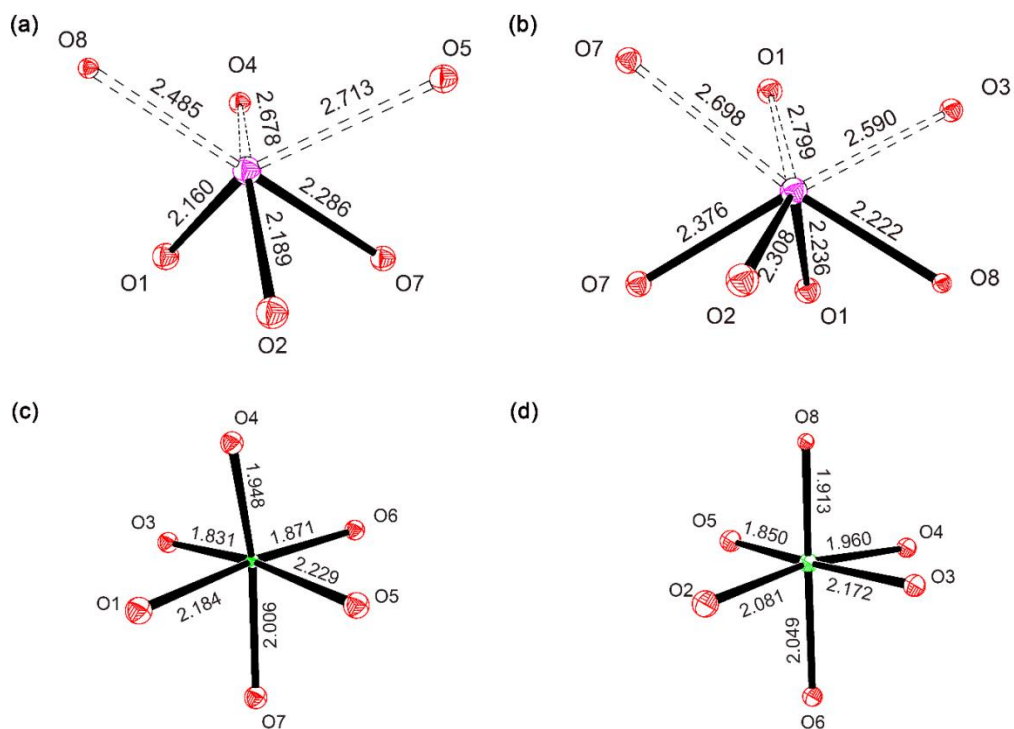 (a)
O8
O4
O5
2.485
2.678
2.713
2.160
2.189
2.286
O1
O2
O7
(b)
O7
O1
O3
2.698
2.799
2.590
2.376
2.308
2.236
2.222
O7
O2
O1
O8
(c)
O4
1.948
O3
O6
1.831
1.871
2.184
2.229
O1
O5
2.006
O7
(d)
O8
1.913
O5
O4
1.850
1.960
O2
O3
2.081
2.172
2.049
O6